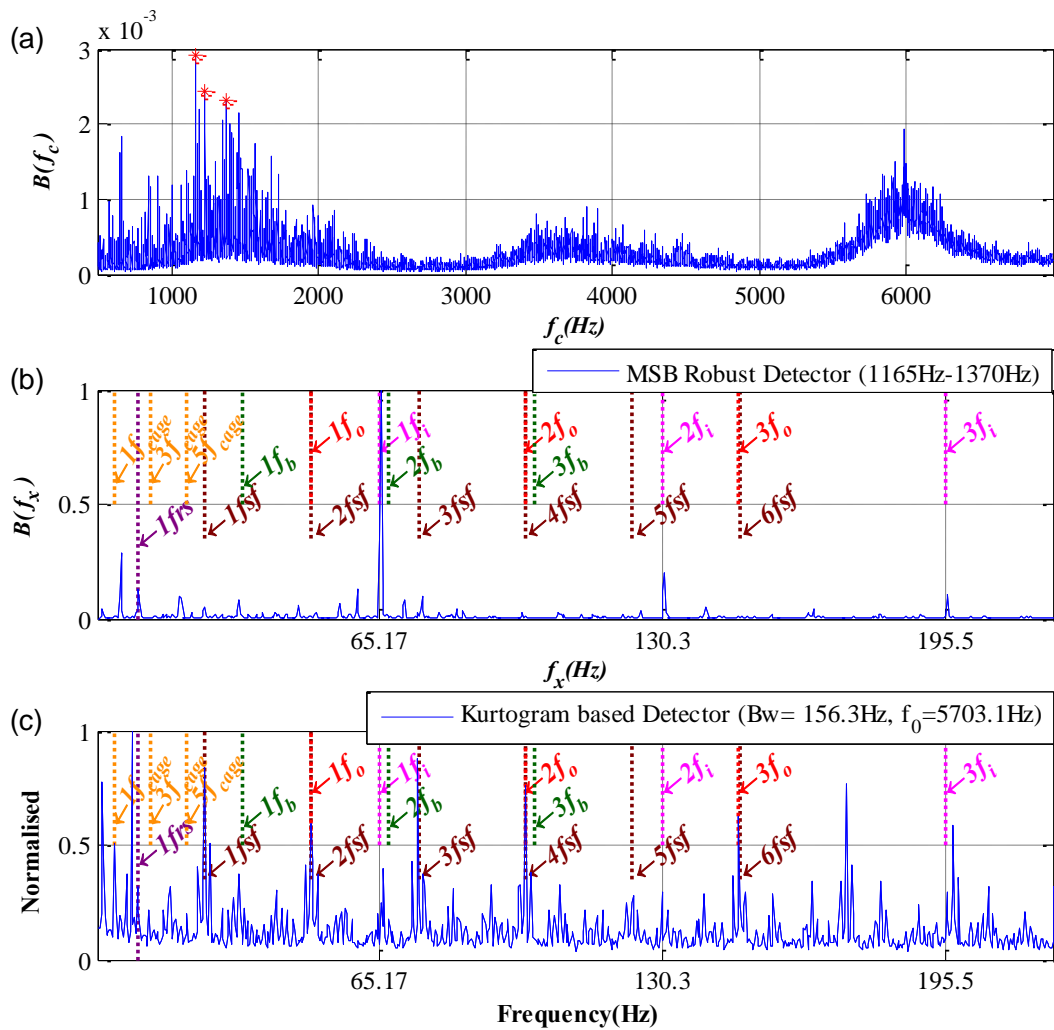 (a)
x 10⁻³
3
2
1
0
B(f_c)
1000 2000 3000 4000 5000 6000
f_c(Hz)
(b)
MSB Robust Detector (1165Hz-1370Hz)
1
0.5
0
B(f_x)
1f_cage 3f_cage 5f_cage 1f_b 1f_o 1f_i 2f_b 2f_o 3f_b 2f_i 3f_o 3f_i
1frs 1fsf 2fsf 3fsf 4fsf 5fsf 6fsf
65.17 130.3 195.5
f_x(Hz)
(c)
Kurtogram based Detector (Bw= 156.3Hz, f_0=5703.1Hz)
1
0.5
0
Normalised
1f_cage 3f_cage 5f_cage 1f_b 1f_o 1f_i 2f_b 2f_o 3f_b 2f_i 3f_o 3f_i
1frs 1fsf 2fsf 3fsf 4fsf 5fsf 6fsf
65.17 130.3 195.5
Frequency(Hz)